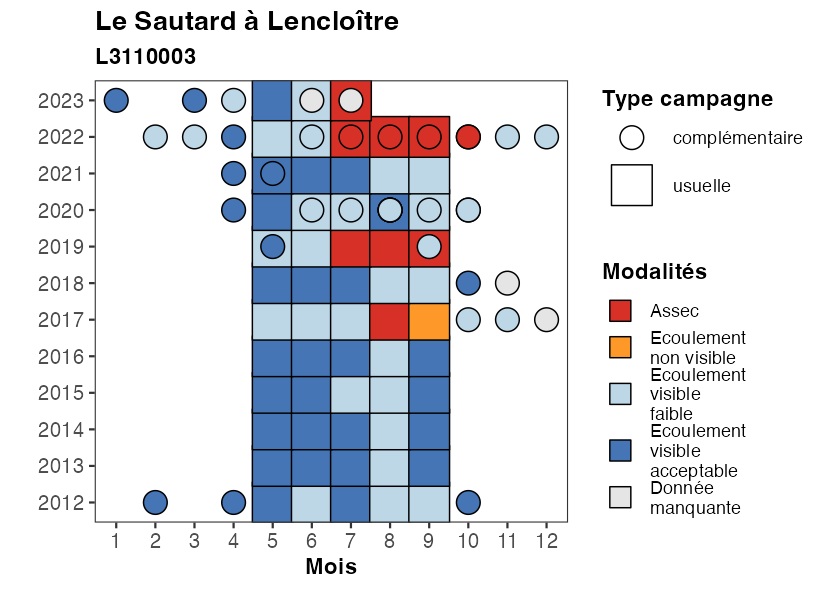 Le Sautard à Lencloître
L3110003
2023
2022
2021
2020
2019
2018
2017
2016
2015
2014
2013
2012
1 2 3 4 5 6 7 8 9 10 11 12
Mois
Type campagne
complémentaire
usuelle
Modalités
Assec
Ecoulement
non visible
Ecoulement
visible
faible
Ecoulement
visible
acceptable
Donnée
manquante